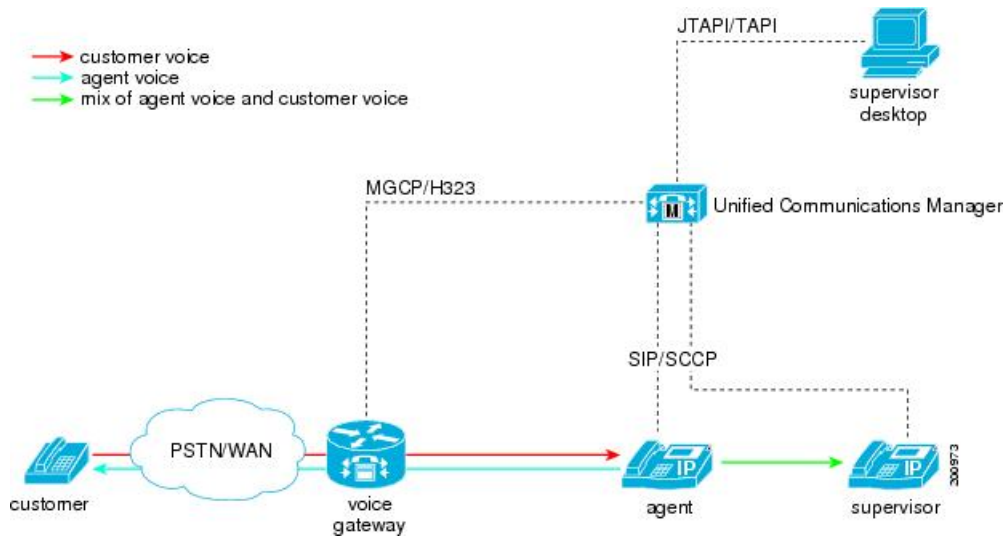 JTAPI/TAPI
customer voice
agent voice
mix of agent voice and customer voice
supervisor
desktop
MGCP/H323
M
Unified Communications Manager
SIP/SCCP
PSTN/WAN
IP
IP
200973
customer
voice
gateway
agent
supervisor